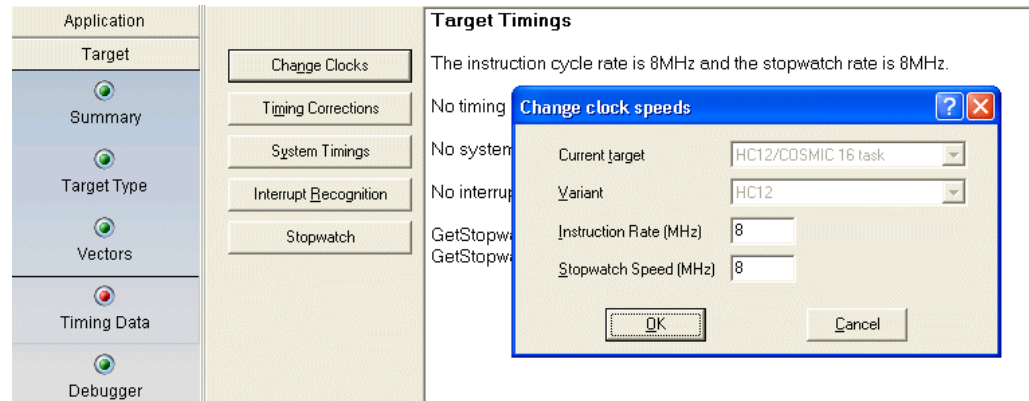 Application
Target
Summary
Target Type
Vectors
Timing Data
Debugger
Change Clocks
Timing Corrections
System Timings
Interrupt Recognition
Stopwatch
Target Timings
The instruction cycle rate is 8MHz and the stopwatch rate is 8MHz.
No timing
No system
No interrup
GetStopwa
GetStopwa
Change clock speeds
Current target HC12/COSMIC 16 task
Variant HC12
Instruction Rate (MHz) 8
Stopwatch Speed (MHz) 8
OK Cancel